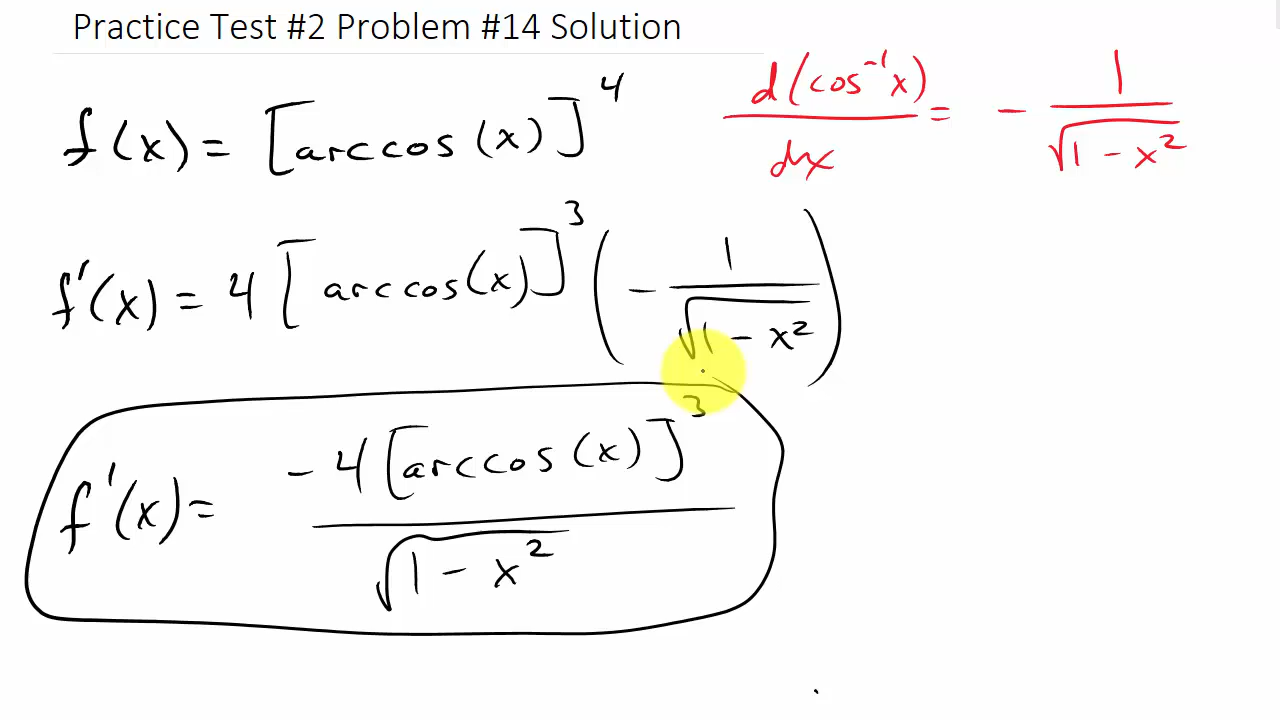 Practice Test #2 Problem #14 Solution
f(x) = [arccos(x)]^4
d(cos^-1 x)/dx = - 1/√(1 - x^2)
f'(x) = 4[arccos(x)]^3 (- 1/√(1 - x^2))
f'(x) = -4[arccos(x)]^3/√(1 - x^2)